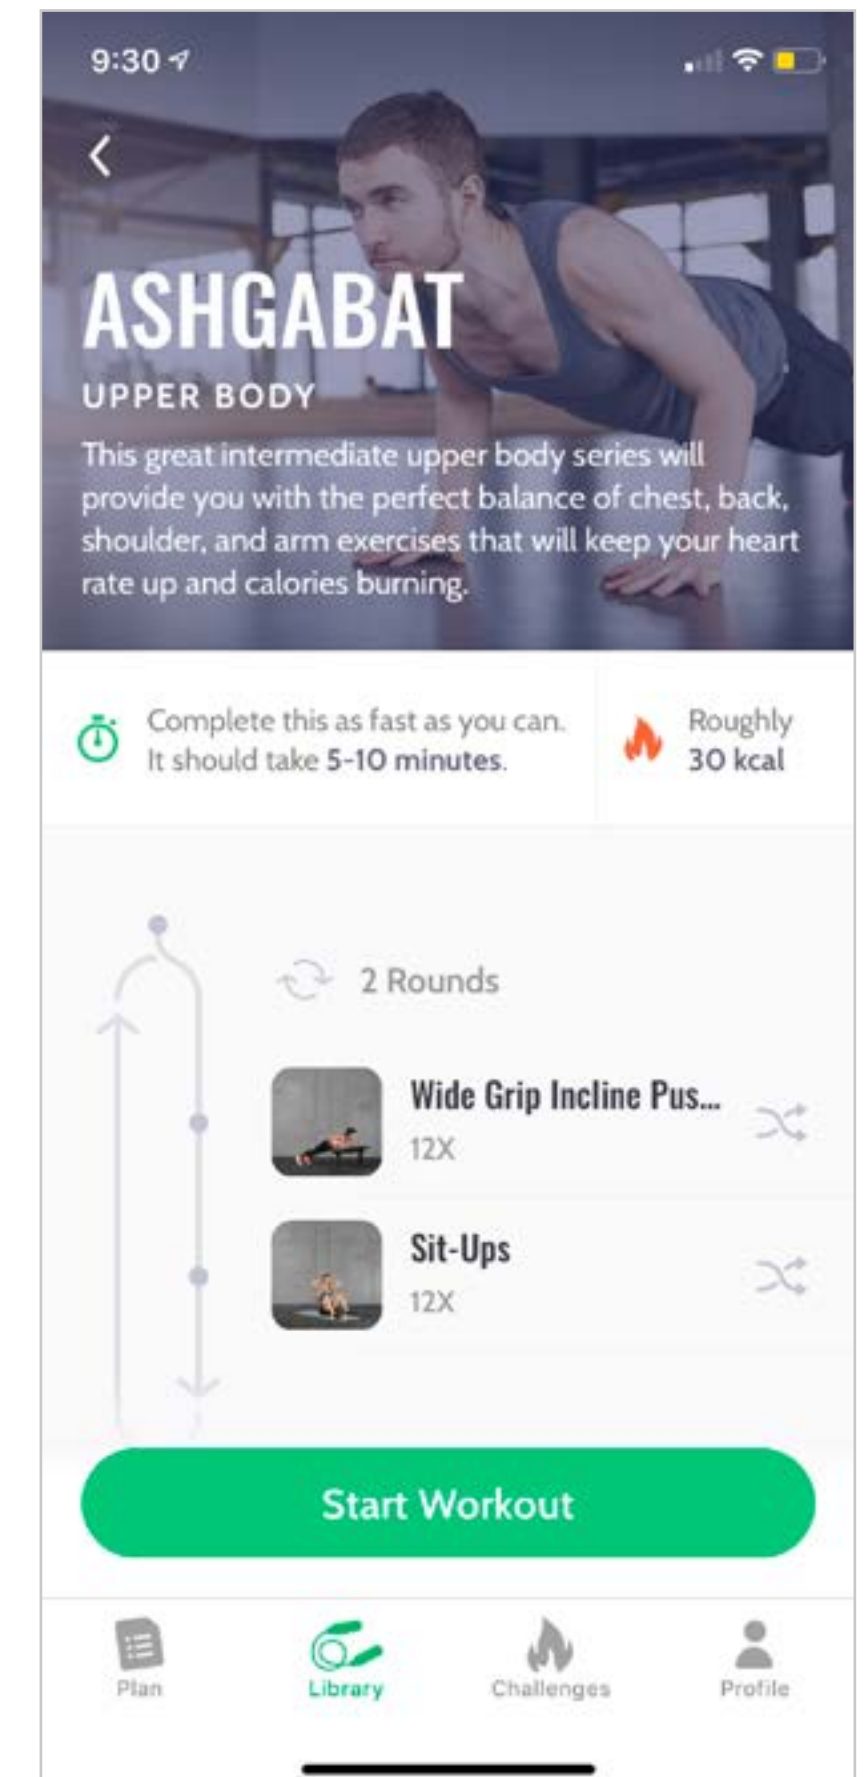 9:30
ASHGABAT
UPPER BODY
This great intermediate upper body series will
provide you with the perfect balance of chest, back,
shoulder, and arm exercises that will keep your heart
rate up and calories burning.
Complete this as fast as you can.
It should take 5-10 minutes.
Roughly
30 kcal
2 Rounds
Wide Grip Incline Pus...
12X
Sit-Ups
12X
Start Workout
Plan
Library
Challenges
Profile